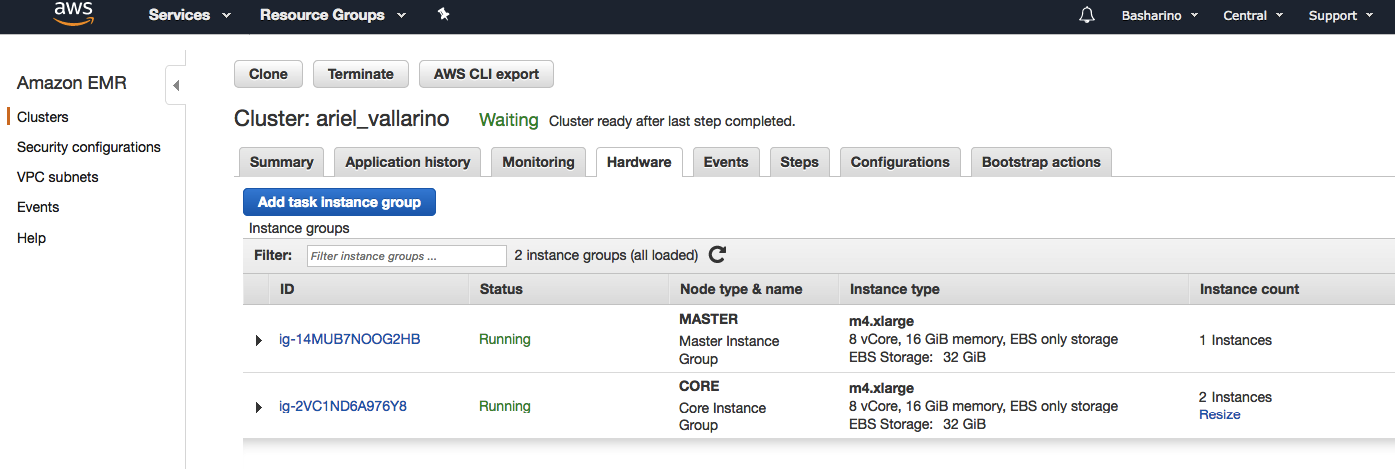 aws Services Resource Groups Basharino Central Support
Amazon EMR
Clusters
Security configurations
VPC subnets
Events
Help
Clone Terminate AWS CLI export
Cluster: ariel_vallarino Waiting Cluster ready after last step completed.
Summary Application history Monitoring Hardware Events Steps Configurations Bootstrap actions
Add task instance group
Instance groups
Filter: Filter instance groups ... 2 instance groups (all loaded)
ID Status Node type & name Instance type Instance count
ig-14MUB7NOOG2HB Running MASTER
Master Instance
Group
m4.xlarge
8 vCore, 16 GiB memory, EBS only storage
EBS Storage: 32 GiB
1 Instances
ig-2VC1ND6A976Y8 Running CORE
Core Instance
Group
m4.xlarge
8 vCore, 16 GiB memory, EBS only storage
EBS Storage: 32 GiB
2 Instances
Resize